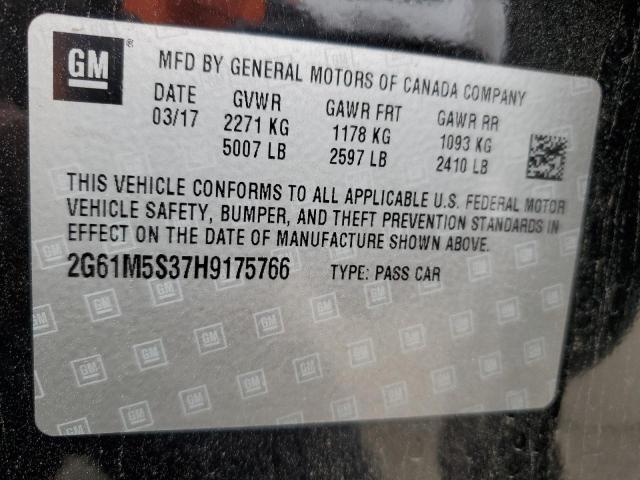 GM ® MFD BY GENERAL MOTORS OF CANADA COMPANY
DATE GVWR GAWR FRT GAWR RR
03/17 2271 KG 1178 KG 1093 KG
5007 LB 2597 LB 2410 LB
THIS VEHICLE CONFORMS TO ALL APPLICABLE U.S. FEDERAL MOTOR
VEHICLE SAFETY, BUMPER, AND THEFT PREVENTION STANDARDS IN
EFFECT ON THE DATE OF MANUFACTURE SHOWN ABOVE.
2G61M5S37H9175766 TYPE: PASS CAR